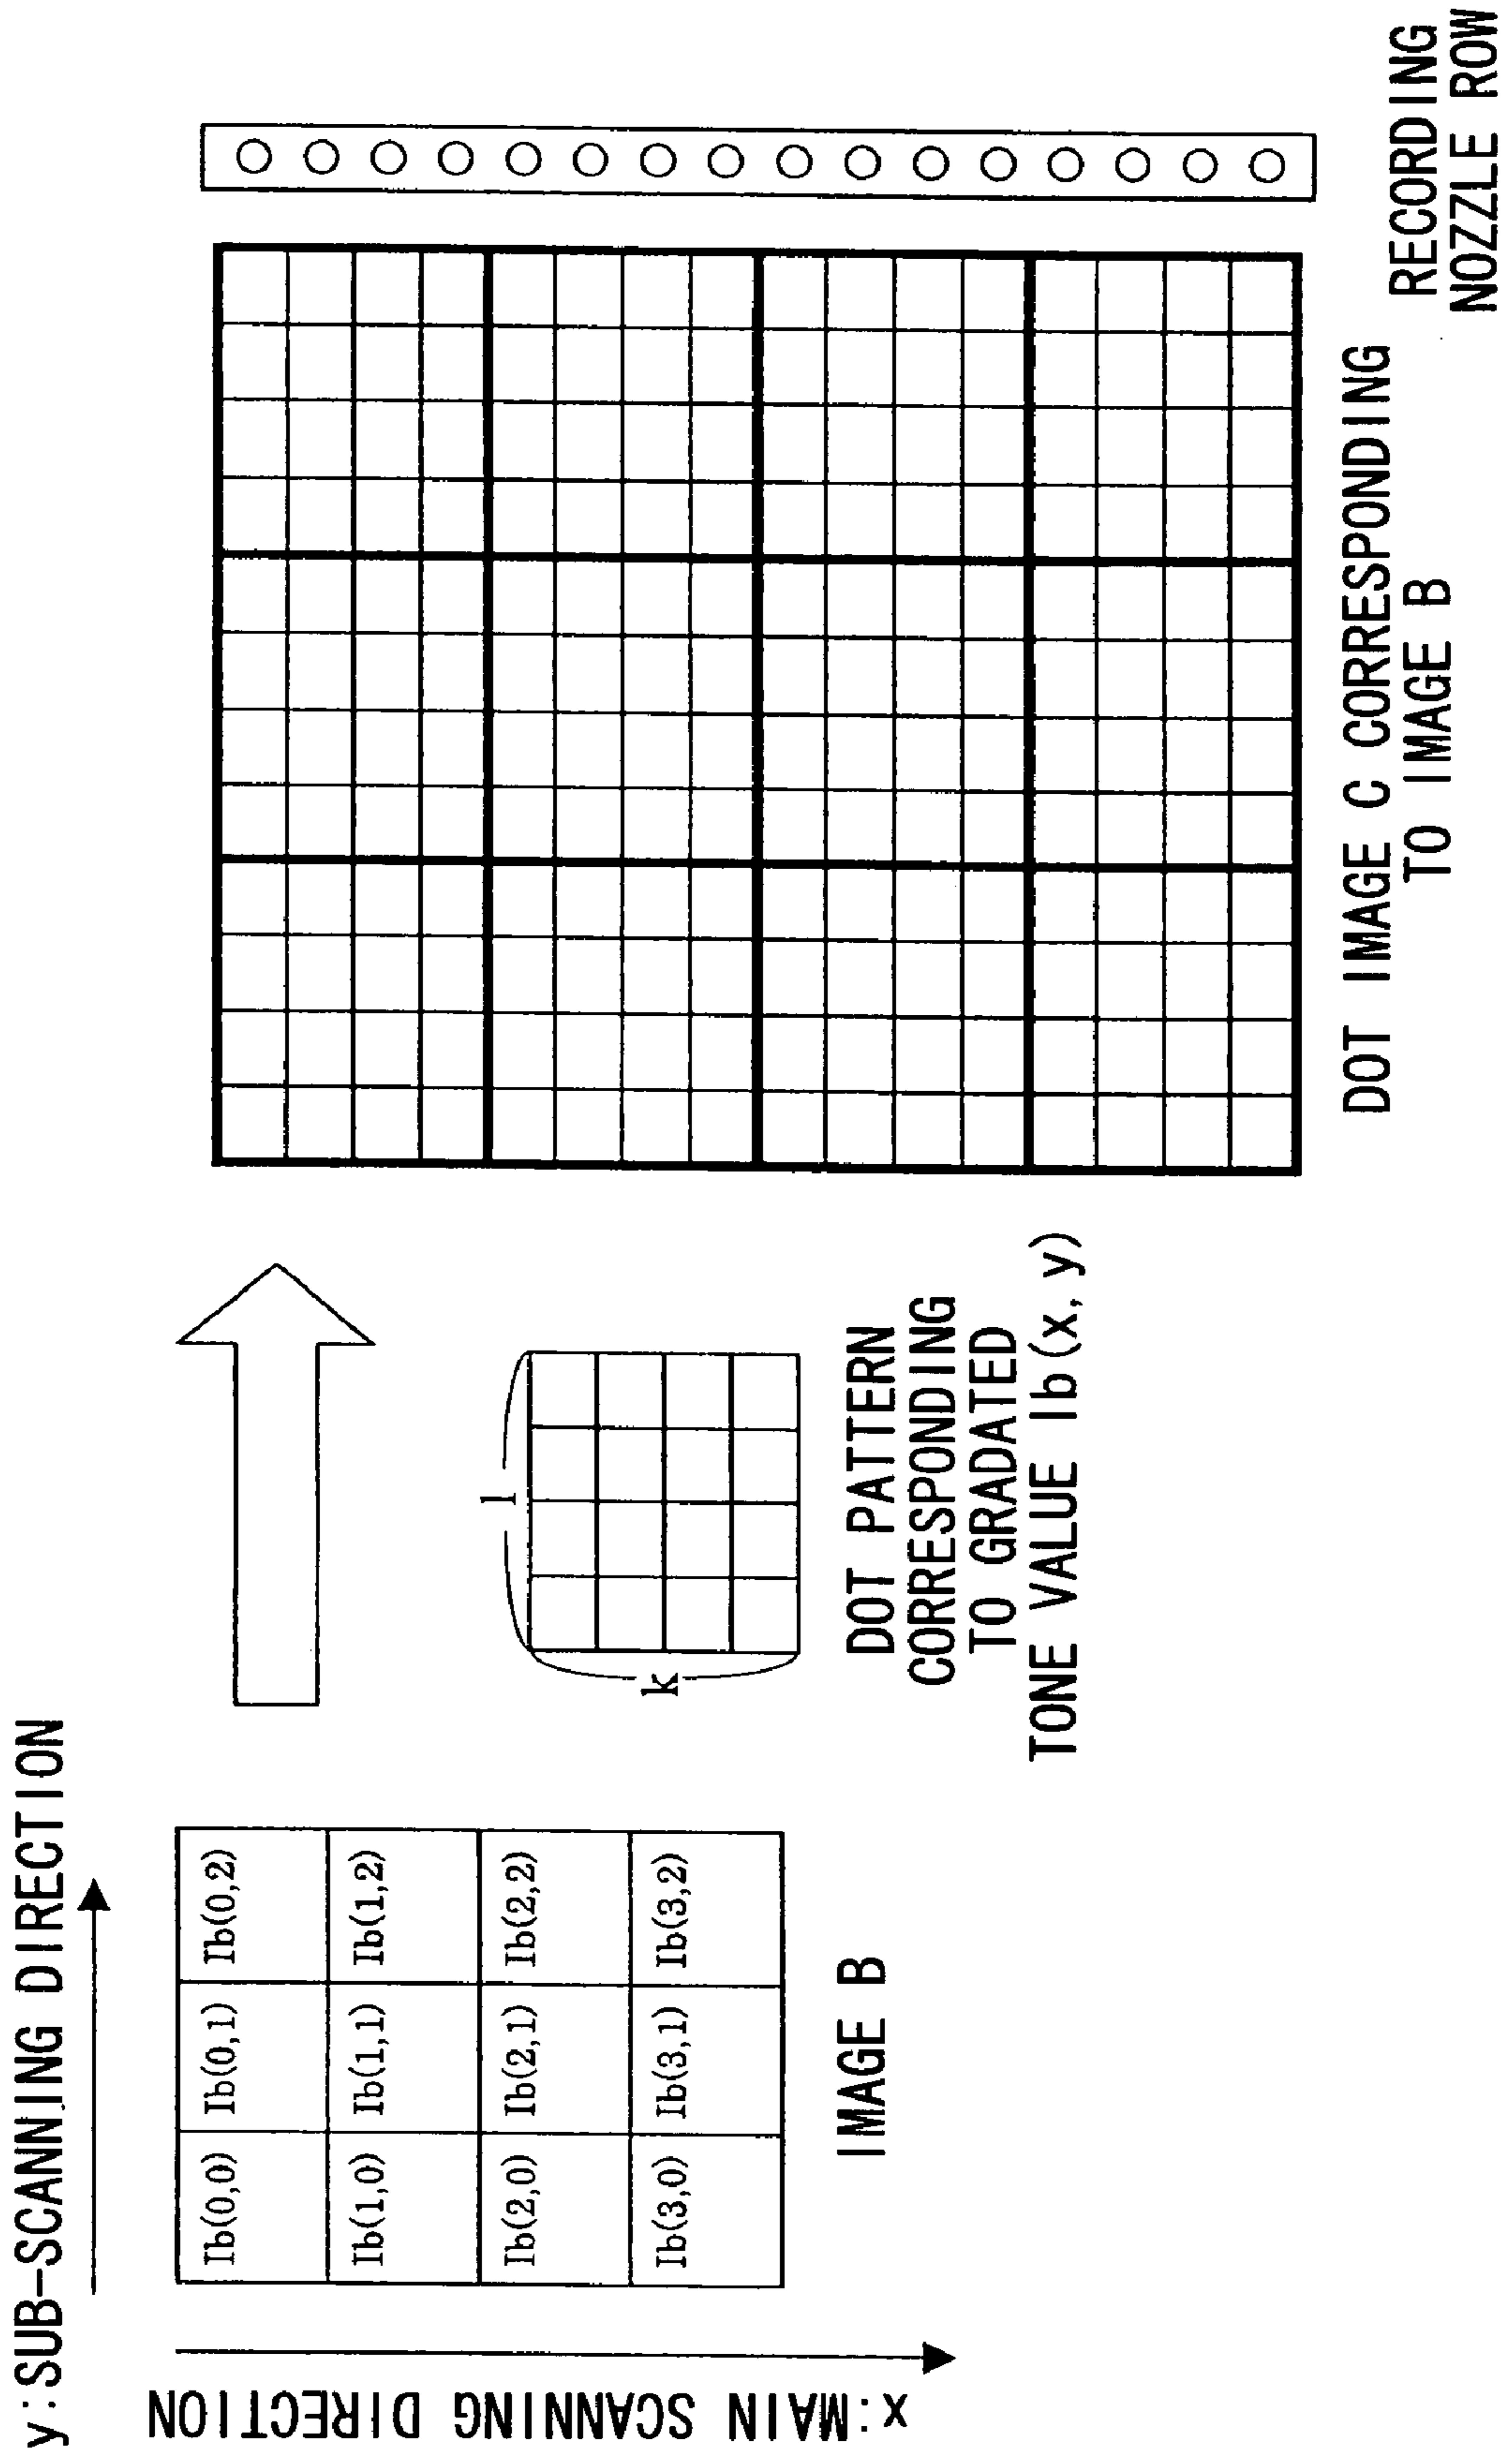 y:SUB-SCANNING DIRECTION
x:MAIN SCANNING DIRECTION
Ib(0,0) Ib(0,1) Ib(0,2)
Ib(1,0) Ib(1,1) Ib(1,2)
Ib(2,0) Ib(2,1) Ib(2,2)
Ib(3,0) Ib(3,1) Ib(3,2)
IMAGE B
l
k
DOT PATTERN
CORRESPONDING
TO GRADATED
TONE VALUE Ib(x,y)
DOT IMAGE C CORRESPONDING
TO IMAGE B
RECORDING
NOZZLE ROW